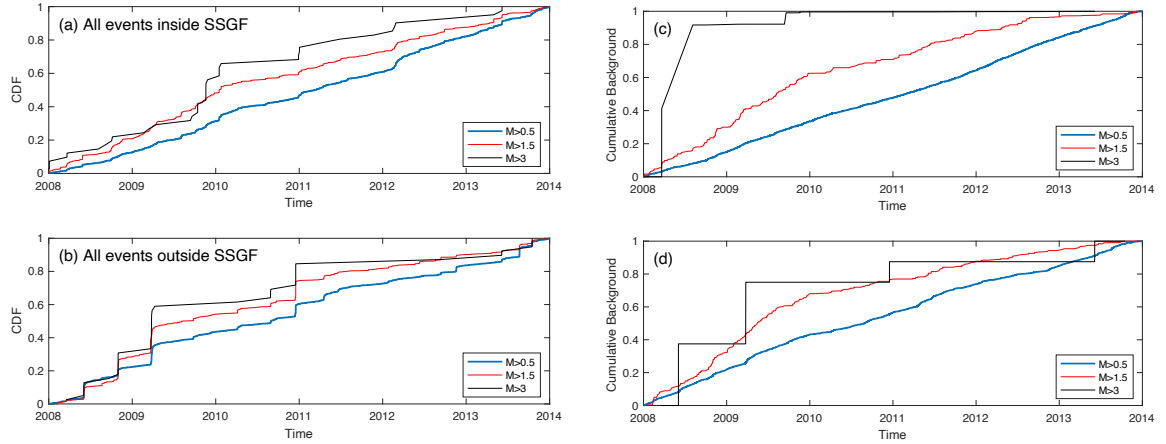 (a) All events inside SSGF
CDF
1
0.8
0.6
0.4
0.2
0
2008 2009 2010 2011 2012 2013 2014
Time
M>0.5
M>1.5
M>3
(c)
Cumulative Background
1
0.8
0.6
0.4
0.2
0
2008 2009 2010 2011 2012 2013 2014
Time
M>0.5
M>1.5
M>3
(b) All events outside SSGF
CDF
1
0.8
0.6
0.4
0.2
0
2008 2009 2010 2011 2012 2013 2014
Time
M>0.5
M>1.5
M>3
(d)
Cumulative Background
1
0.8
0.6
0.4
0.2
0
2008 2009 2010 2011 2012 2013 2014
Time
M>0.5
M>1.5
M>3